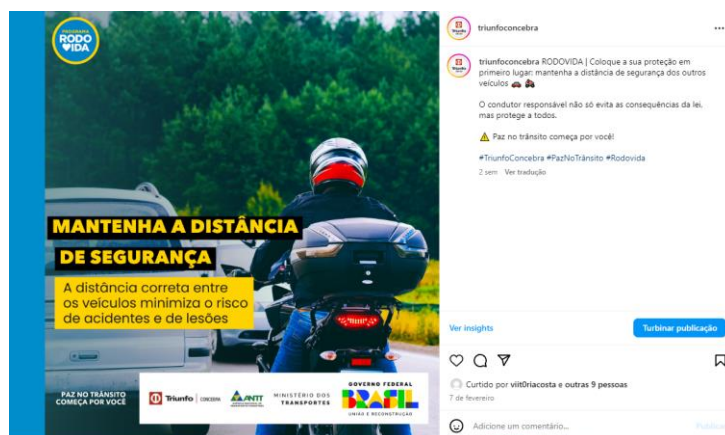 PROGRAMA
RODO
VIDA
MANTENHA A DISTÂNCIA
DE SEGURANÇA
A distância correta entre
os veículos minimiza o risco
de acidentes e de lesões
PAZ NO TRÂNSITO
COMEÇA POR VOCÊ
Triunfo | CONCEBRA
ANTT
MINISTÉRIO DOS
TRANSPORTES
GOVERNO FEDERAL
BRASIL
UNIÃO E RECONSTRUÇÃO
triunfoconcebra
triunfoconcebra RODOVIDA | Coloque a sua proteção em
primeiro lugar: mantenha a distância de segurança dos outros
veículos 🚗 🏍️
O condutor responsável não só evita as consequências da lei,
mas protege a todos.
⚠️ Paz no trânsito começa por você!
#TriunfoConcebra #PazNoTrânsito #Rodovida
2 sem Ver tradução
Ver insights
Turbinar publicação
Curtido por viit0riacosta e outras 9 pessoas
7 de fevereiro
Adicione um comentário...
Publicar